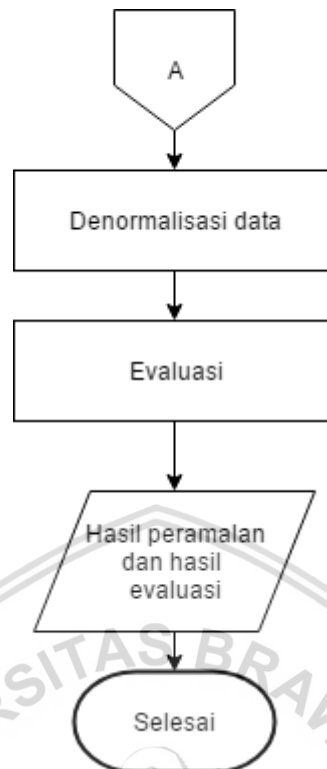 A
Denormalisasi data
Evaluasi
Hasil peramalan
dan hasil
evaluasi
Selesai